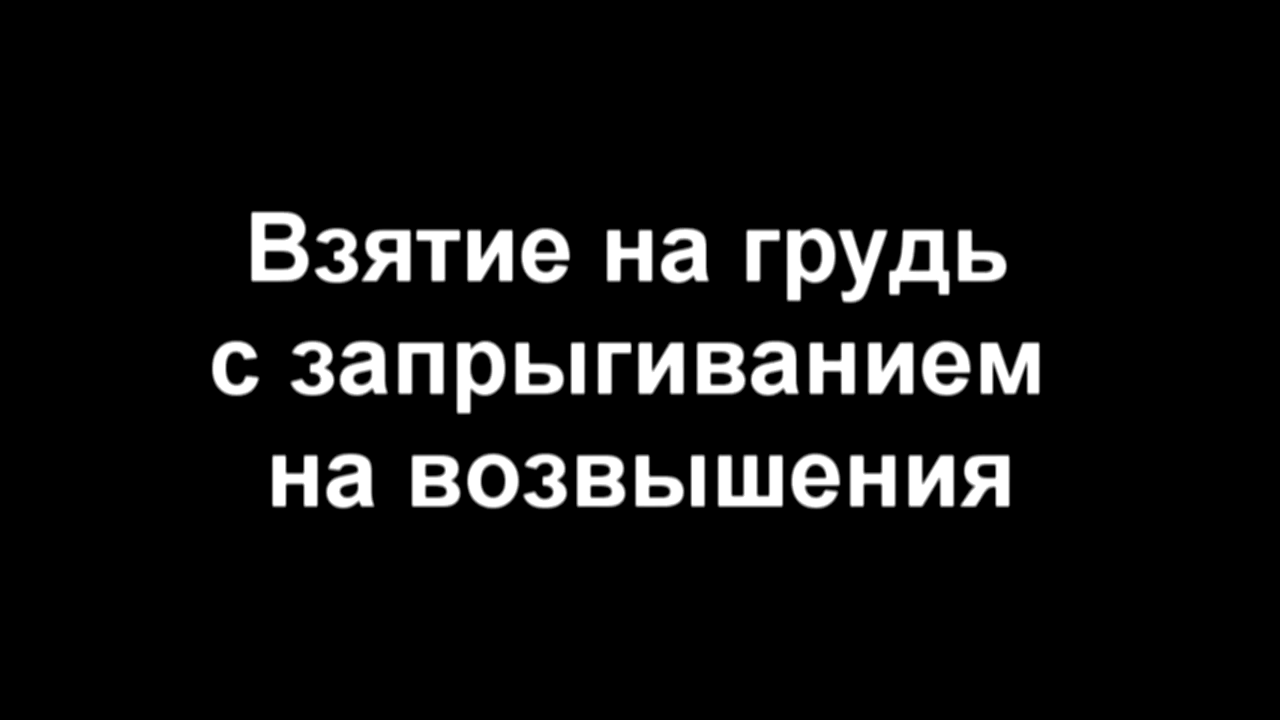 Взятие на грудь
с запрыгиванием
на возвышения